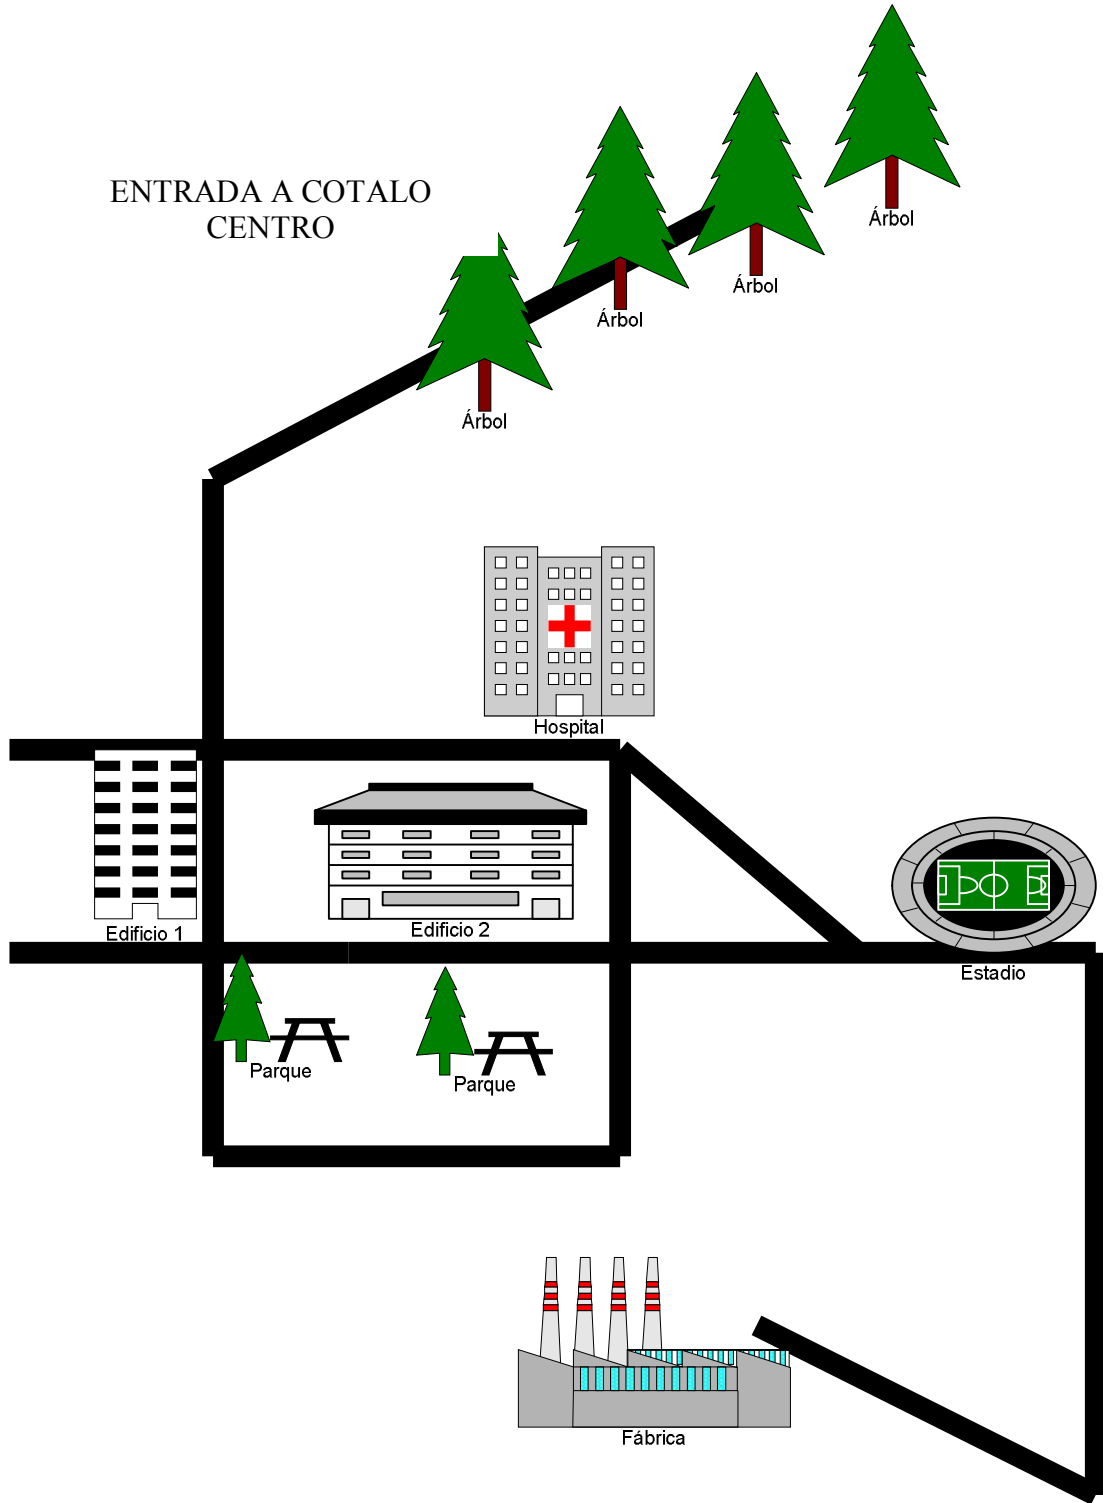 ENTRADA A COTALO
CENTRO
Árbol
Árbol
Árbol
Árbol
Hospital
Edificio 1
Edificio 2
Estadio
Parque
Parque
Fábrica